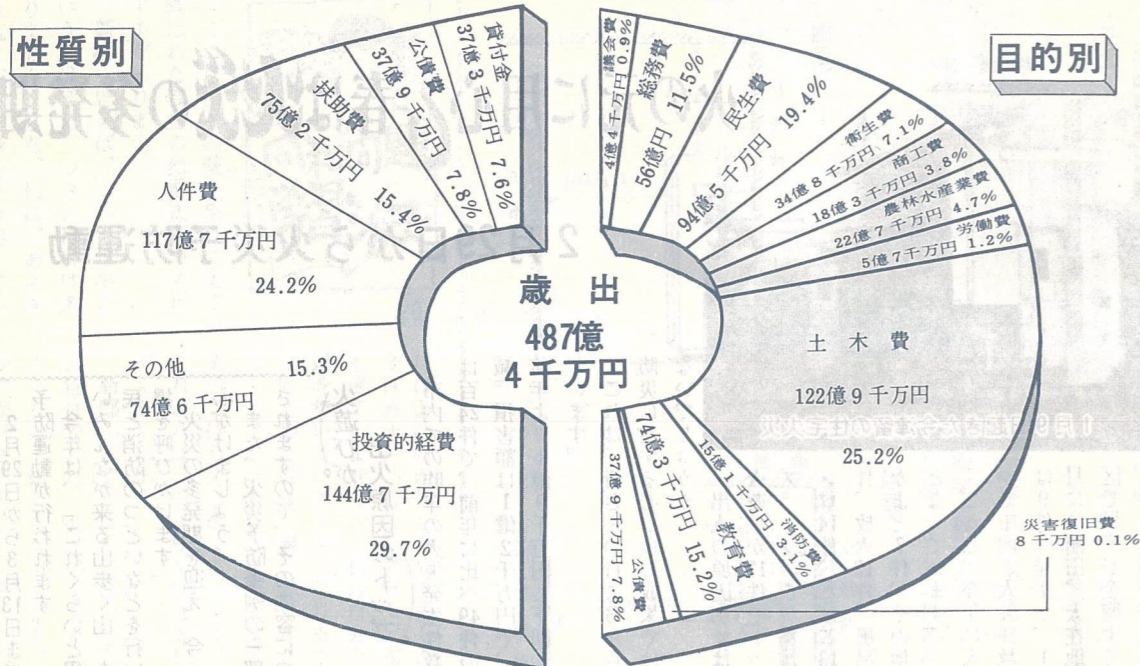 性質別
目的別
貸付金
37億3千万円 7.6%
公債費
37億9千万円 7.8%
扶助費
75億2千万円 15.4%
人件費
117億7千万円
24.2%
その他 15.3%
74億6千万円
投資的経費
144億7千万円
29.7%
歳出
487億
4千万円
議会費
4億4千万円 0.9%
総務費
56億円 11.5%
民生費
94億5千万円 19.4%
衛生費
34億8千万円 7.1%
商工費
18億3千万円 3.8%
農林水産業費
22億7千万円 4.7%
労働費
5億7千万円 1.2%
土木費
122億9千万円
25.2%
消防費
15億1千万円 3.1%
教育費
74億3千万円 15.2%
公債費
37億9千万円 7.8%
災害復旧費
8千万円 0.1%